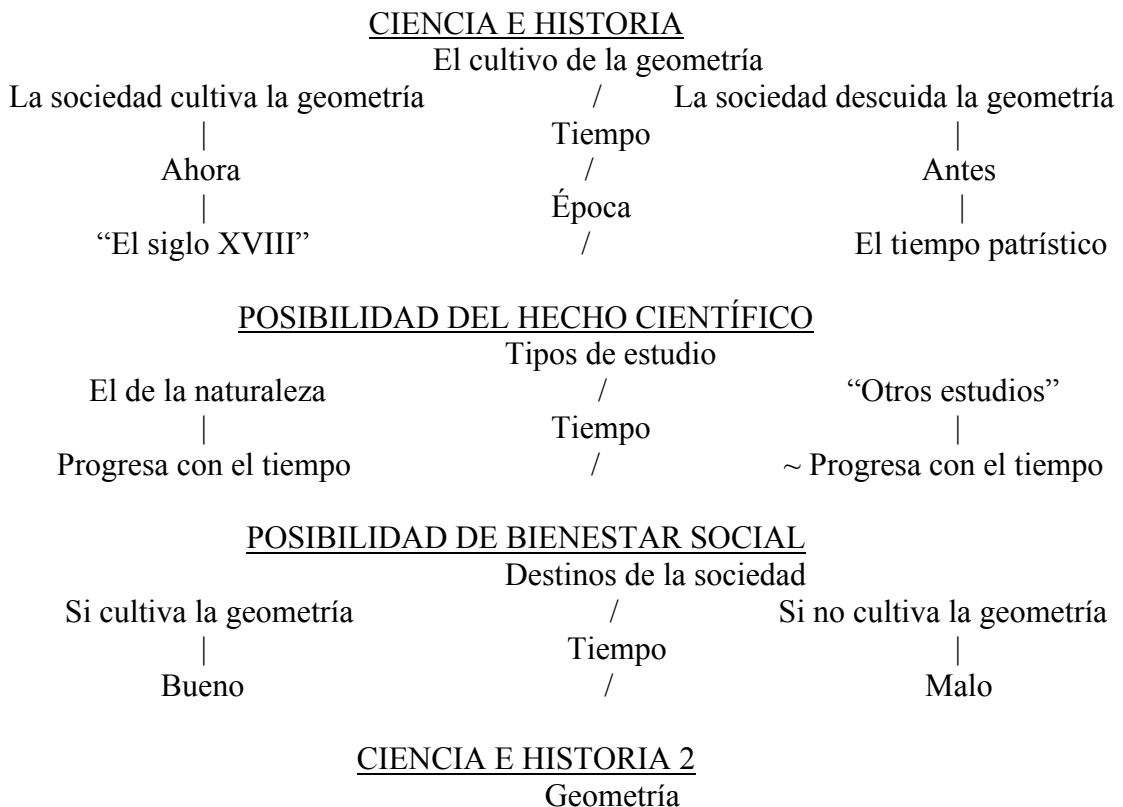 CIENCIA E HISTORIA
El cultivo de la geometría
La sociedad cultiva la geometría / La sociedad descuida la geometría
| Tiempo |
Ahora / Antes
| Época |
“El siglo XVIII” / El tiempo patrístico
POSIBILIDAD DEL HECHO CIENTÍFICO
Tipos de estudio
El de la naturaleza / “Otros estudios”
| Tiempo |
Progresa con el tiempo / ~ Progresa con el tiempo
POSIBILIDAD DE BIENESTAR SOCIAL
Destinos de la sociedad
Si cultiva la geometría / Si no cultiva la geometría
| Tiempo |
Bueno / Malo
CIENCIA E HISTORIA 2
Geometría